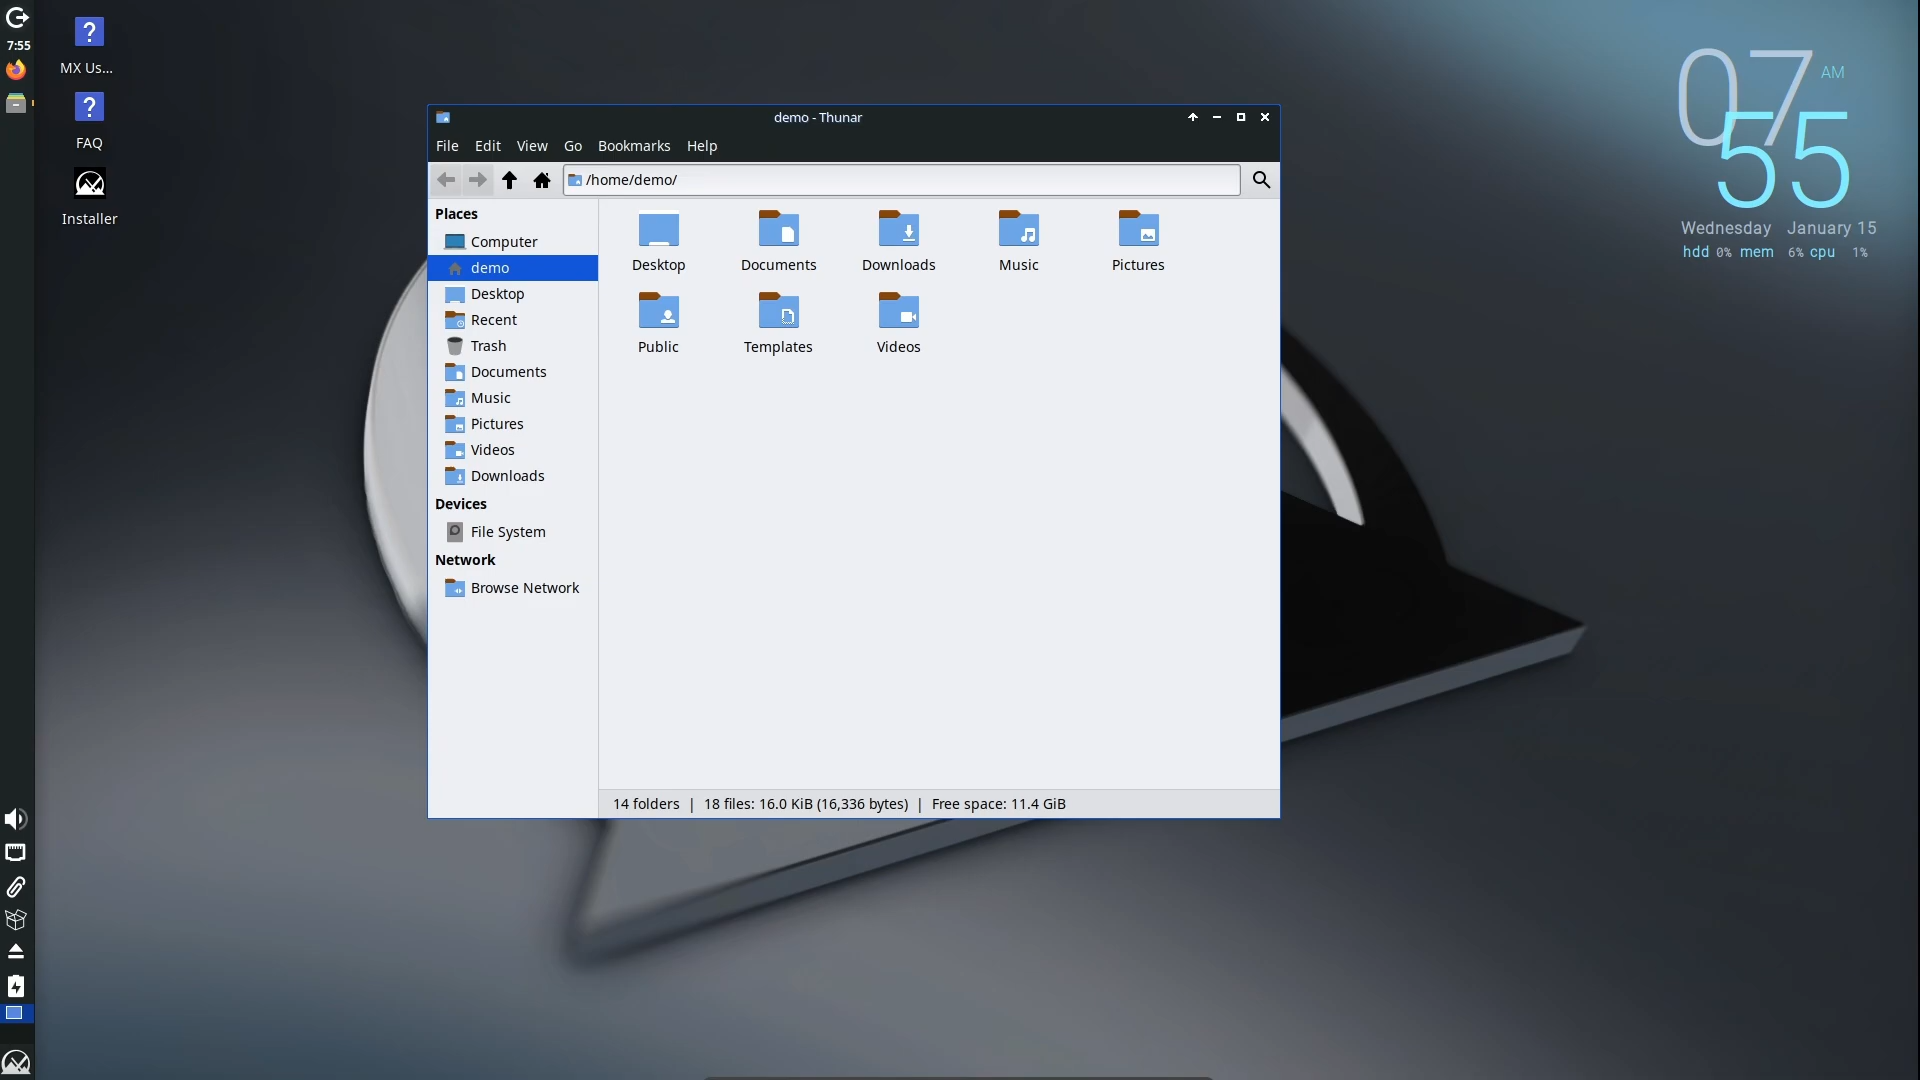 7:55
MX Us...
FAQ
Installer
demo - Thunar
File Edit View Go Bookmarks Help
/home/demo/
Places
Computer
demo
Desktop
Recent
Trash
Documents
Music
Pictures
Videos
Downloads
Devices
File System
Network
Browse Network
Desktop Documents Downloads Music Pictures
Public Templates Videos
14 folders | 18 files: 16.0 KiB (16,336 bytes) | Free space: 11.4 GiB
07 AM
55
Wednesday January 15
hdd 0% mem 6% cpu 1%